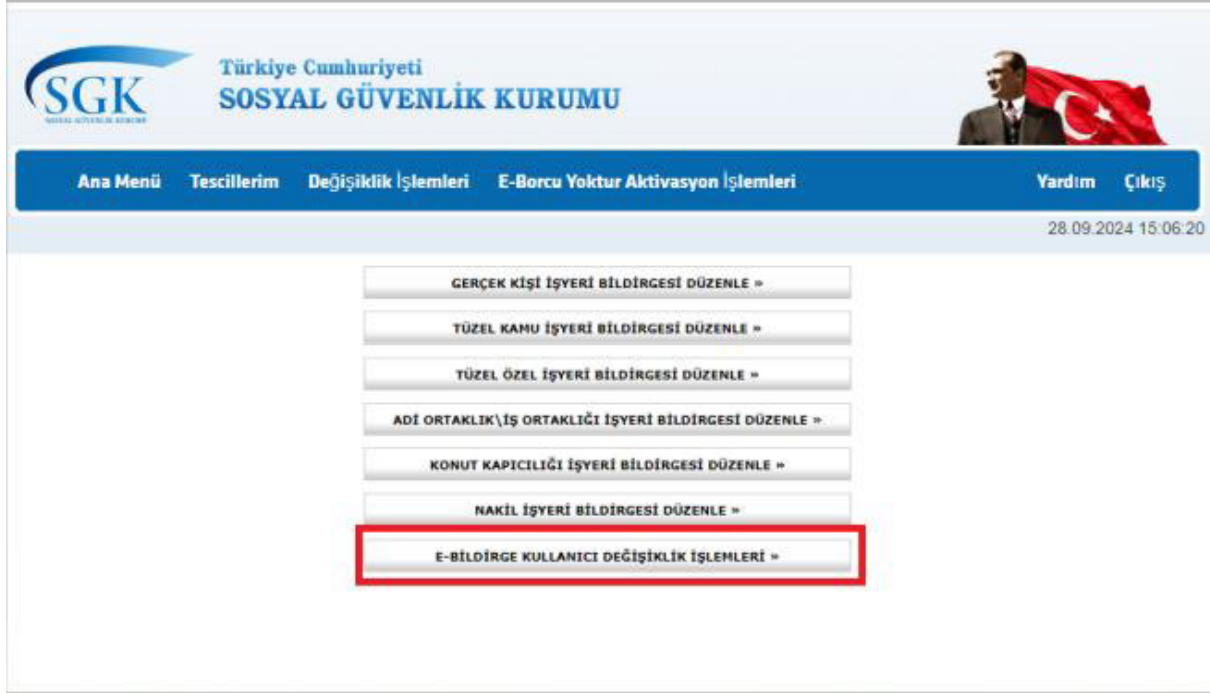 Türkiye Cumhuriyeti
SGK SOSYAL GÜVENLİK KURUMU
SOSYAL GÜVENLİK KURUMU
Ana Menü Tescillerim Değişiklik İşlemleri E-Borcu Yoktur Aktivasyon İşlemleri Yardım Çıkış
28.09.2024 15:06:20
GERÇEK KİŞİ İŞYERİ BİLDİRGESİ DÜZENLE »
TÜZEL KAMU İŞYERİ BİLDİRGESİ DÜZENLE »
TÜZEL ÖZEL İŞYERİ BİLDİRGESİ DÜZENLE »
ADİ ORTAKLIK\İŞ ORTAKLIĞI İŞYERİ BİLDİRGESİ DÜZENLE »
KONUT KAPICILIĞI İŞYERİ BİLDİRGESİ DÜZENLE »
NAKİL İŞYERİ BİLDİRGESİ DÜZENLE »
E-BİLDİRGE KULLANICI DEĞİŞİKLİK İŞLEMLERİ »